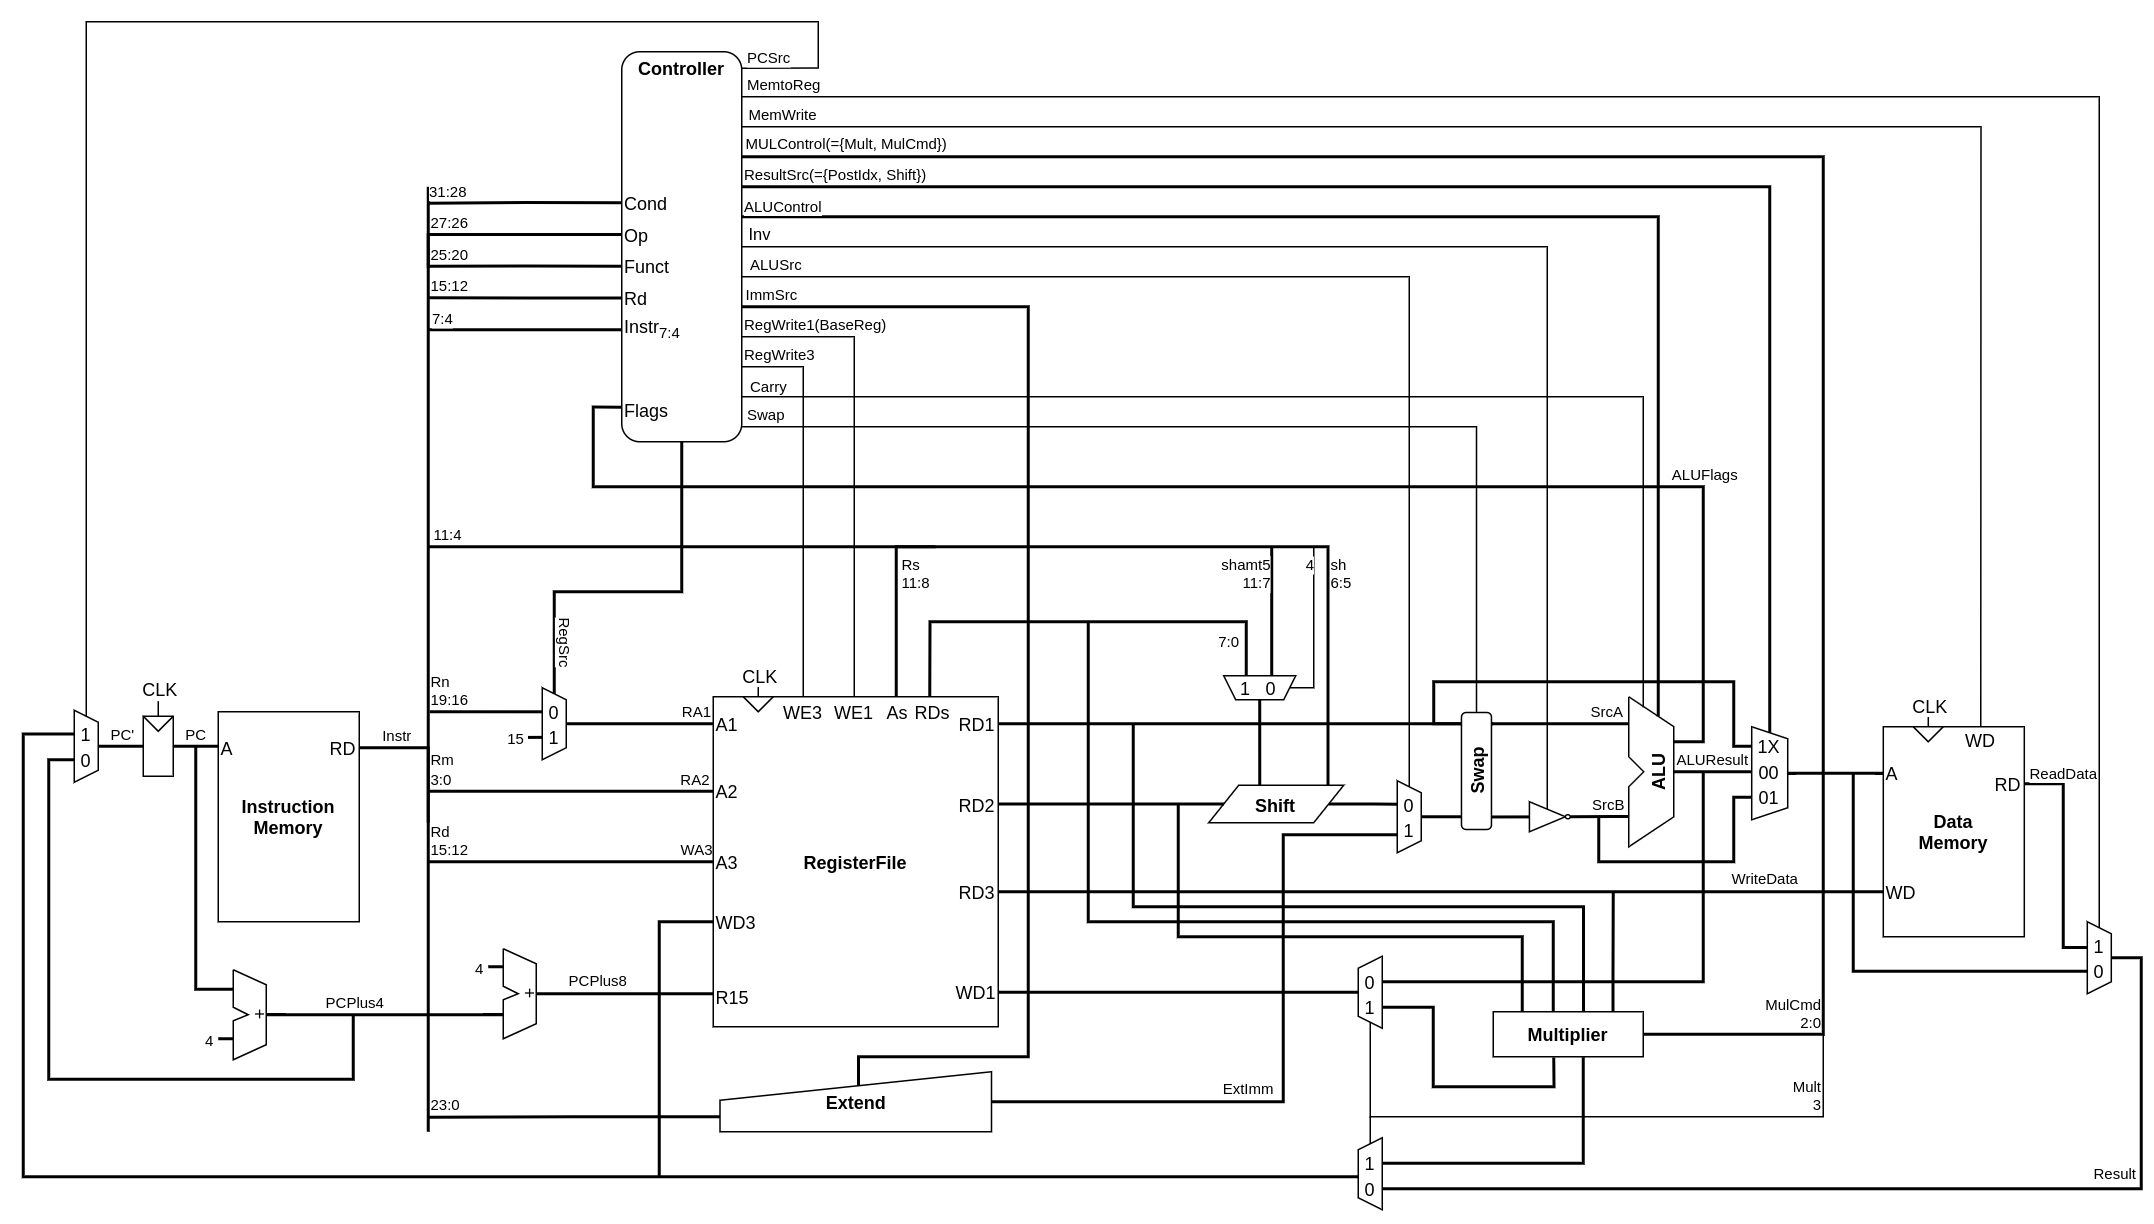 PCSrc
Controller
MemtoReg
MemWrite
MULControl(={Mult, MulCmd})
ResultSrc(={PostIdx, Shift})
31:28
Cond
ALUControl
27:26
Op
Inv
25:20
Funct
ALUSrc
15:12
Rd
ImmSrc
7:4
Instr7:4
RegWrite1(BaseReg)
RegWrite3
Carry
Flags
Swap
ALUFlags
11:4
Rs
11:8
shamt5
11:7
4
sh
6:5
RegSrc
7:0
CLK
CLK
Rn
19:16
RA1
A1
WE3
WE1
As
RDs
RD1
1 0
SrcA
CLK
WD
0
1
15
1
0
PC'
PC
A
RD
Instr
Instruction
Memory
Rm
3:0
RA2
A2
RD2
Shift
0
1
Swap
SrcB
ALU
ALUResult
1X
00
01
A
RD
ReadData
Data
Memory
Rd
15:12
WA3
A3
RegisterFile
RD3
WriteData
WD
WD3
4
+
PCPlus8
R15
WD1
0
1
1
0
PCPlus4
+
4
Multiplier
MulCmd
2:0
Mult
3
23:0
Extend
ExtImm
1
0
Result